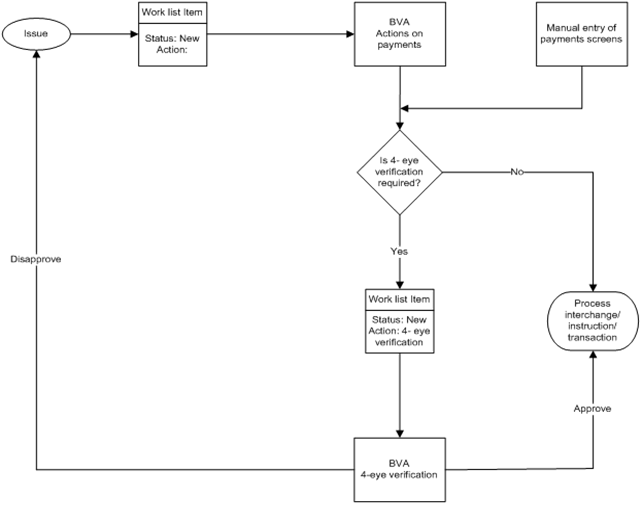 Work list Item
Issue
Status: New
Action:
BVA
Actions on
payments
Manual entry of
payments screens
Is 4- eye
verification
required?
No
Yes
Disapprove
Work list Item
Status: New
Action: 4- eye
verification
Process
interchange/
instruction/
transaction
Approve
BVA
4-eye verification